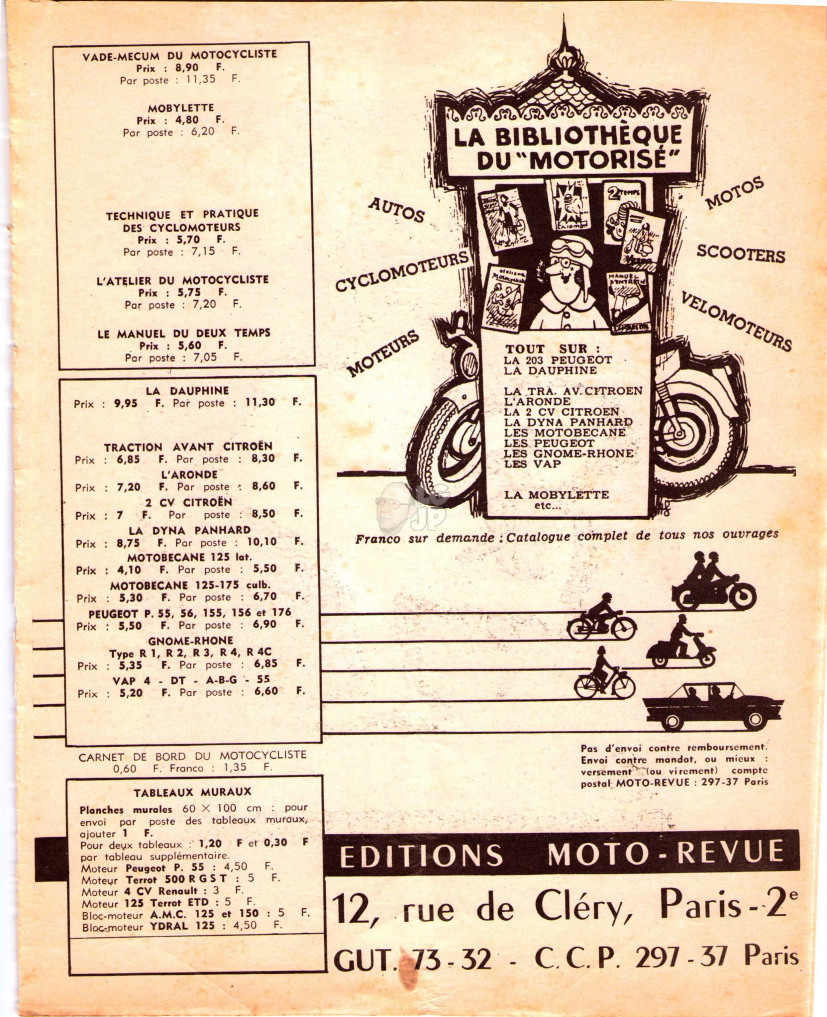 VADE-MECUM DU MOTOCYCLISTE
Prix : 8,90 F.
Par poste : 11,35 F.
MOBYLETTE
Prix : 4,80 F.
Par poste : 6,20 F.
TECHNIQUE ET PRATIQUE
DES CYCLOMOTEURS
Prix : 5,70 F.
Par poste : 7,15 F.
L'ATELIER DU MOTOCYCLISTE
Prix : 5,75 F.
Par poste : 7,20 F.
LE MANUEL DU DEUX TEMPS
Prix : 5,60 F.
Par poste : 7,05 F.
LA DAUPHINE
Prix : 9,95 F. Par poste : 11,30 F.
TRACTION AVANT CITROËN
Prix : 6,85 F. Par poste : 8,30 F.
L'ARONDE
Prix : 7,20 F. Par poste : 8,60 F.
2 CV CITROËN
Prix : 7 F. Par poste : 8,50 F.
LA DYNA PANHARD
Prix : 8,75 F. Par poste : 10,10 F.
MOTOBECANE 125 lat.
Prix : 4,10 F. Par poste : 5,50 F.
MOTOBECANE 125-175 culb.
Prix : 5,30 F. Par poste : 6,70 F.
PEUGEOT P. 55, 56, 155, 156 et 176
Prix : 5,50 F. Par poste : 6,90 F.
GNOME-RHONE
Type R 1, R 2, R 3, R 4, R 4C
Prix : 5,35 F. Par poste : 6,85 F.
VAP 4 - DT - A-B-G - 55
Prix : 5,20 F. Par poste : 6,60 F.
CARNET DE BORD DU MOTOCYCLISTE
0,60 F. Franco : 1,35 F.
TABLEAUX MURAUX
Planches murales 60 X 100 cm : pour
envoi par poste des tableaux muraux,
ajouter 1 F.
Pour deux tableaux : 1,20 F et 0,30 F
par tableau supplémentaire.
Moteur Peugeot P. 55 : 4,50 F.
Moteur Terrot 500 R G S T : 5 F.
Moteur 4 CV Renault : 3 F.
Moteur 125 Terrot ETD : 5 F.
Bloc-moteur A.M.C. 125 et 150 : 5 F.
Bloc-moteur YDRAL 125 : 4,50 F.
LA BIBLIOTHÈQUE
DU "MOTORISÉ"
AUTOS
CYCLOMOTEURS
MOTEURS
MOTOS
SCOOTERS
VELOMOTEURS
2 TEMPS
MANUEL
D'ENTRETIEN
TOUT SUR :
LA 203 PEUGEOT
LA DAUPHINE
LA TRA. AV. CITROEN
L'ARONDE
LA 2 CV CITROEN
LA DYNA PANHARD
LES MOTOBECANE
LES PEUGEOT
LES GNOME-RHONE
LES VAP
LA MOBYLETTE
etc...
JP
Franco sur demande : Catalogue complet de tous nos ouvrages
Pas d'envoi contre remboursement.
Envoi contre mandat, ou mieux :
versement (ou virement) compte
postal MOTO-REVUE : 297-37 Paris
EDITIONS MOTO-REVUE
12, rue de Cléry, Paris-2e
GUT. 73-32 - C.C.P. 297-37 Paris